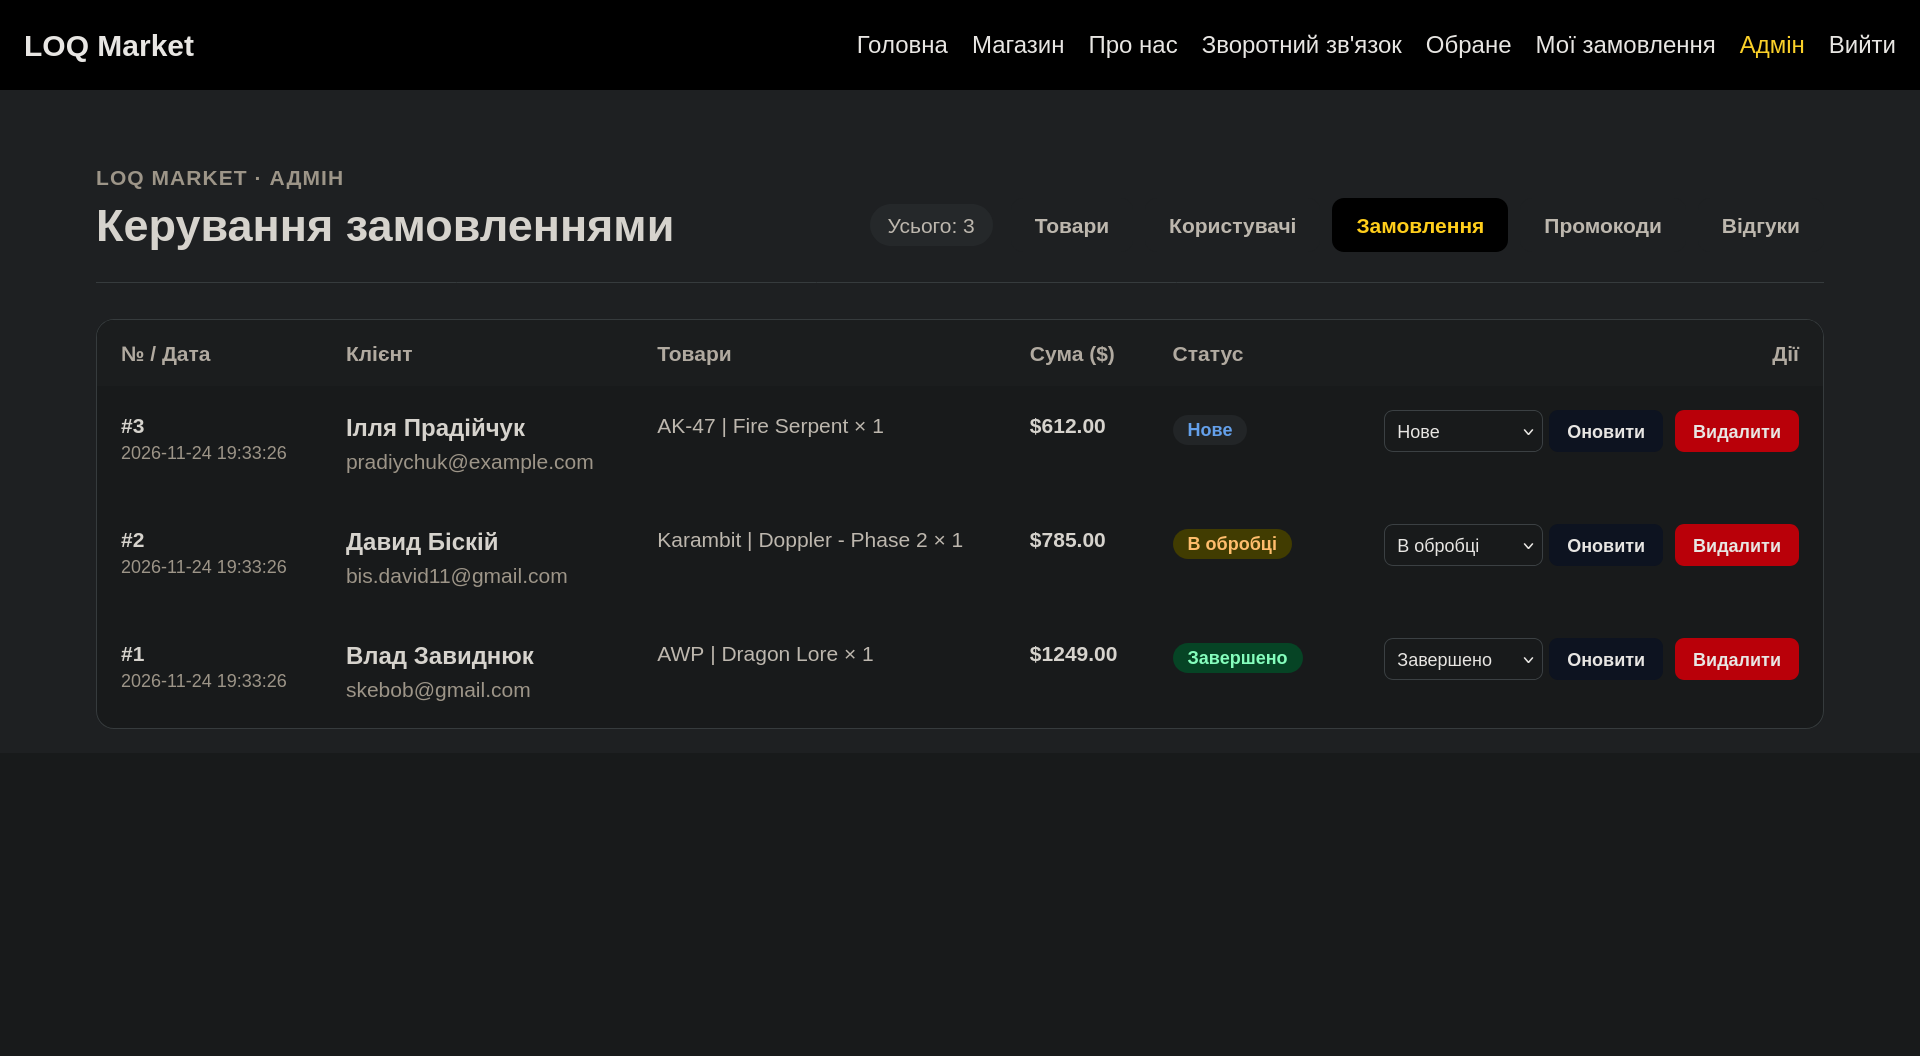 LOQ Market
Головна Магазин Про нас Зворотний зв'язок Обране Мої замовлення Адмін Вийти
LOQ MARKET · АДМІН
Керування замовленнями
Усього: 3 Товари Користувачі Замовлення Промокоди Відгуки
№ / Дата Клієнт Товари Сума ($) Статус Дії
#3 Ілля Прадійчук AK-47 | Fire Serpent × 1 $612.00 Нове Нове Оновити Видалити
2026-11-24 19:33:26 pradiychuk@example.com
#2 Давид Біскій Karambit | Doppler - Phase 2 × 1 $785.00 В обробці В обробці Оновити Видалити
2026-11-24 19:33:26 bis.david11@gmail.com
#1 Влад Завиднюк AWP | Dragon Lore × 1 $1249.00 Завершено Завершено Оновити Видалити
2026-11-24 19:33:26 skebob@gmail.com